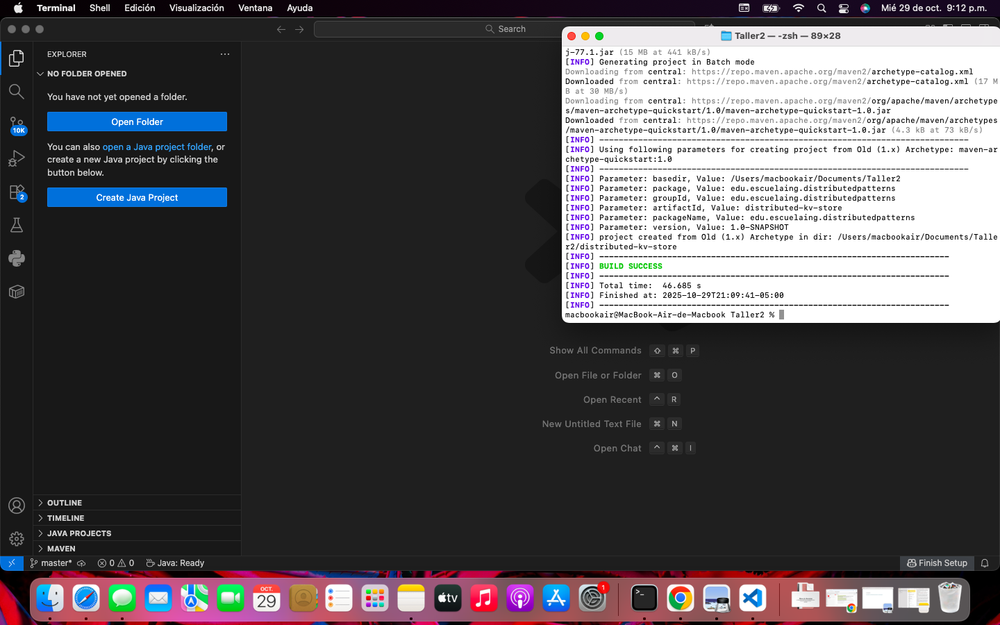 Terminal Shell Edición Visualización Ventana Ayuda Mié 29 de oct. 9:12 p.m.
Search
EXPLORER
NO FOLDER OPENED
You have not yet opened a folder.
Open Folder
You can also open a Java project folder, or
create a new Java project by clicking the
button below.
Create Java Project
10K
2
OUTLINE
TIMELINE
JAVA PROJECTS
MAVEN
master* 0 0 Java: Ready
Finish Setup
Show All Commands ⇧ ⌘ P
Open File or Folder ⌘ O
Open Recent ^ R
New Untitled Text File ⌘ N
Open Chat ^ ⌘ I
Taller2 — -zsh — 89×28
j-77.1.jar (15 MB at 441 kB/s)
[INFO] Generating project in Batch mode
Downloading from central: https://repo.maven.apache.org/maven2/archetype-catalog.xml
Downloaded from central: https://repo.maven.apache.org/maven2/archetype-catalog.xml (17 M
B at 30 MB/s)
Downloading from central: https://repo.maven.apache.org/maven2/org/apache/maven/archetype
s/maven-archetype-quickstart/1.0/maven-archetype-quickstart-1.0.jar
Downloaded from central: https://repo.maven.apache.org/maven2/org/apache/maven/archetypes
/maven-archetype-quickstart/1.0/maven-archetype-quickstart-1.0.jar (4.3 kB at 73 kB/s)
[INFO] ----------------------------------------------------------------------------
[INFO] Using following parameters for creating project from Old (1.x) Archetype: maven-ar
chetype-quickstart:1.0
[INFO] ----------------------------------------------------------------------------
[INFO] Parameter: basedir, Value: /Users/macbookair/Documents/Taller2
[INFO] Parameter: package, Value: edu.escuelaing.distributedpatterns
[INFO] Parameter: groupId, Value: edu.escuelaing.distributedpatterns
[INFO] Parameter: artifactId, Value: distributed-kv-store
[INFO] Parameter: packageName, Value: edu.escuelaing.distributedpatterns
[INFO] Parameter: version, Value: 1.0-SNAPSHOT
[INFO] project created from Old (1.x) Archetype in dir: /Users/macbookair/Documents/Talle
r2/distributed-kv-store
[INFO] ------------------------------------------------------------------------
[INFO] BUILD SUCCESS
[INFO] ------------------------------------------------------------------------
[INFO] Total time:  46.685 s
[INFO] Finished at: 2025-10-29T21:09:41-05:00
[INFO] ------------------------------------------------------------------------
macbookair@MacBook-Air-de-Macbook Taller2 %
OCT.
29
tv
1
>_